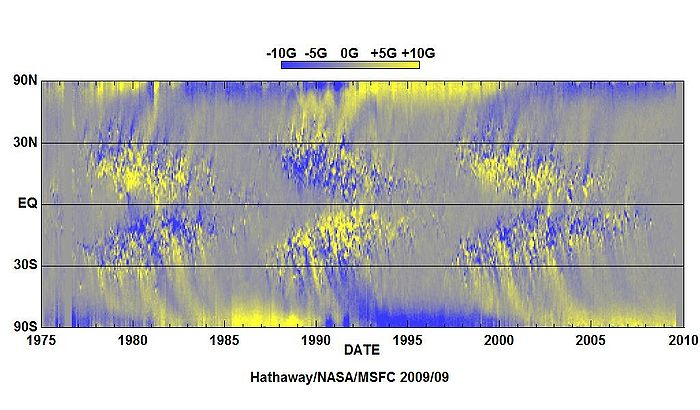 -10G -5G 0G +5G +10G
90N
30N
EQ
30S
90S
1975 1980 1985 1990 1995 2000 2005 2010
DATE
Hathaway/NASA/MSFC 2009/09